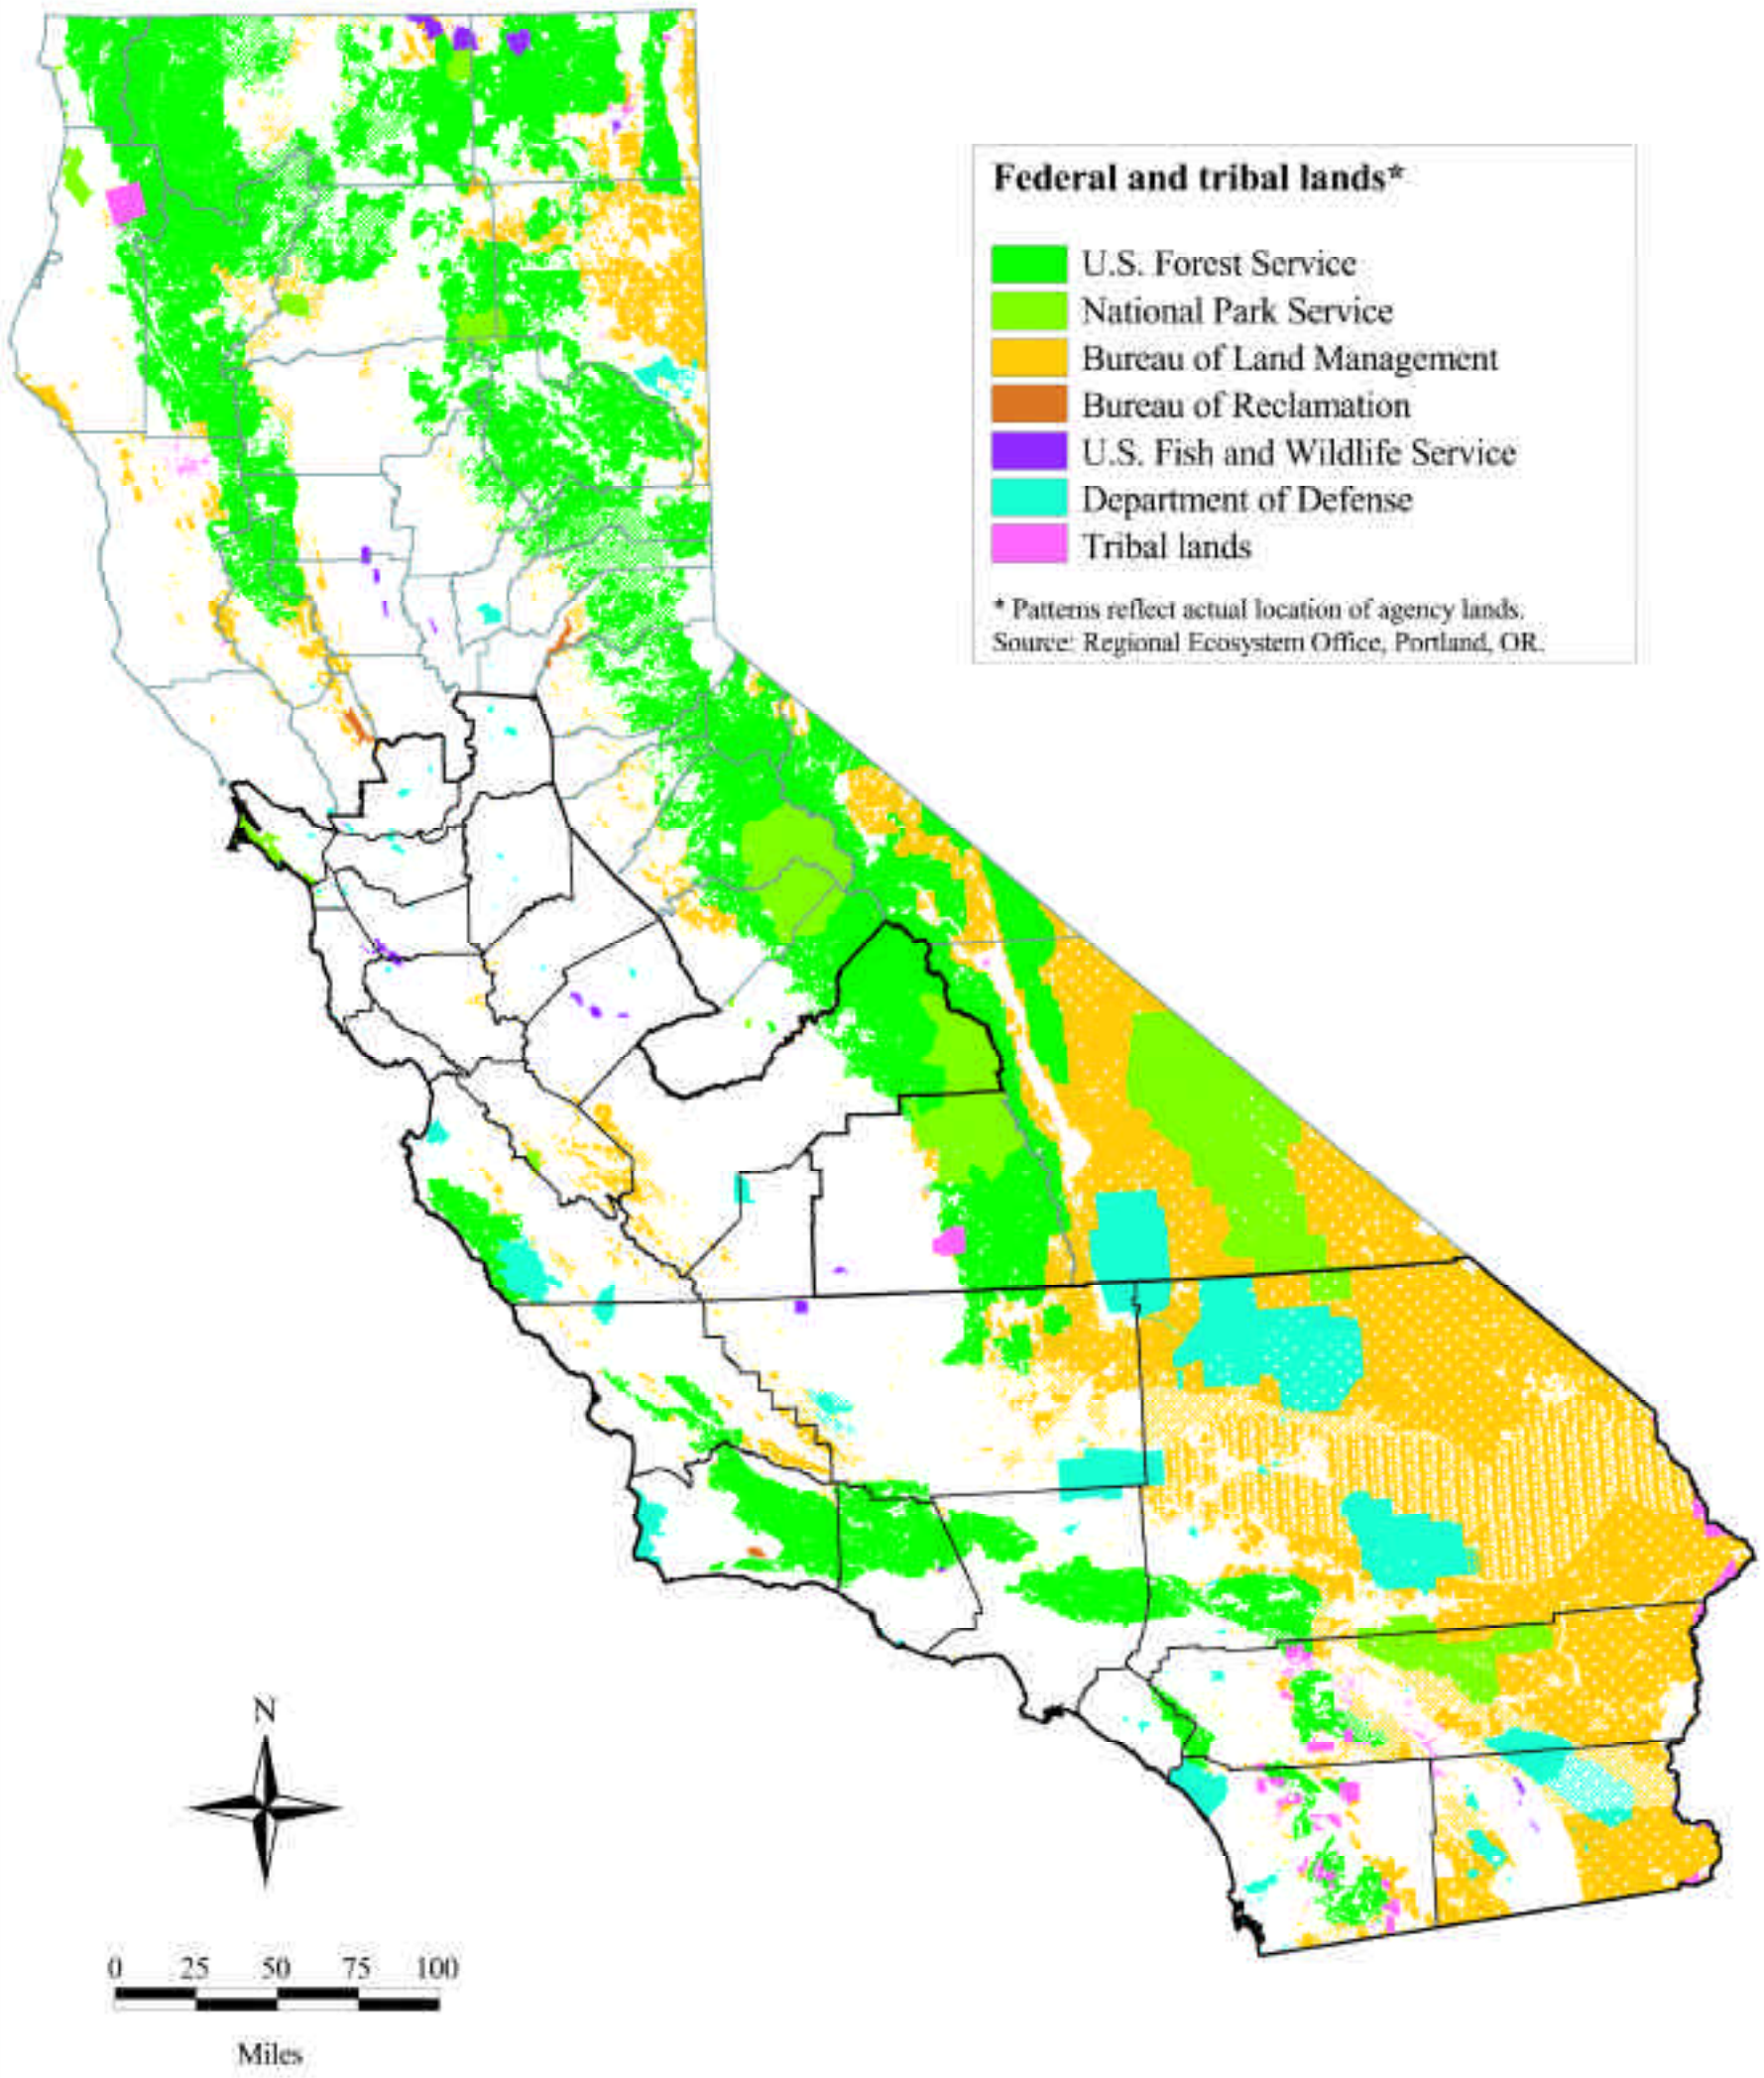 Federal and tribal lands*
U.S. Forest Service
National Park Service
Bureau of Land Management
Bureau of Reclamation
U.S. Fish and Wildlife Service
Department of Defense
Tribal lands
* Patterns reflect actual location of agency lands.
Source: Regional Ecosystem Office, Portland, OR.
N
0 25 50 75 100
Miles